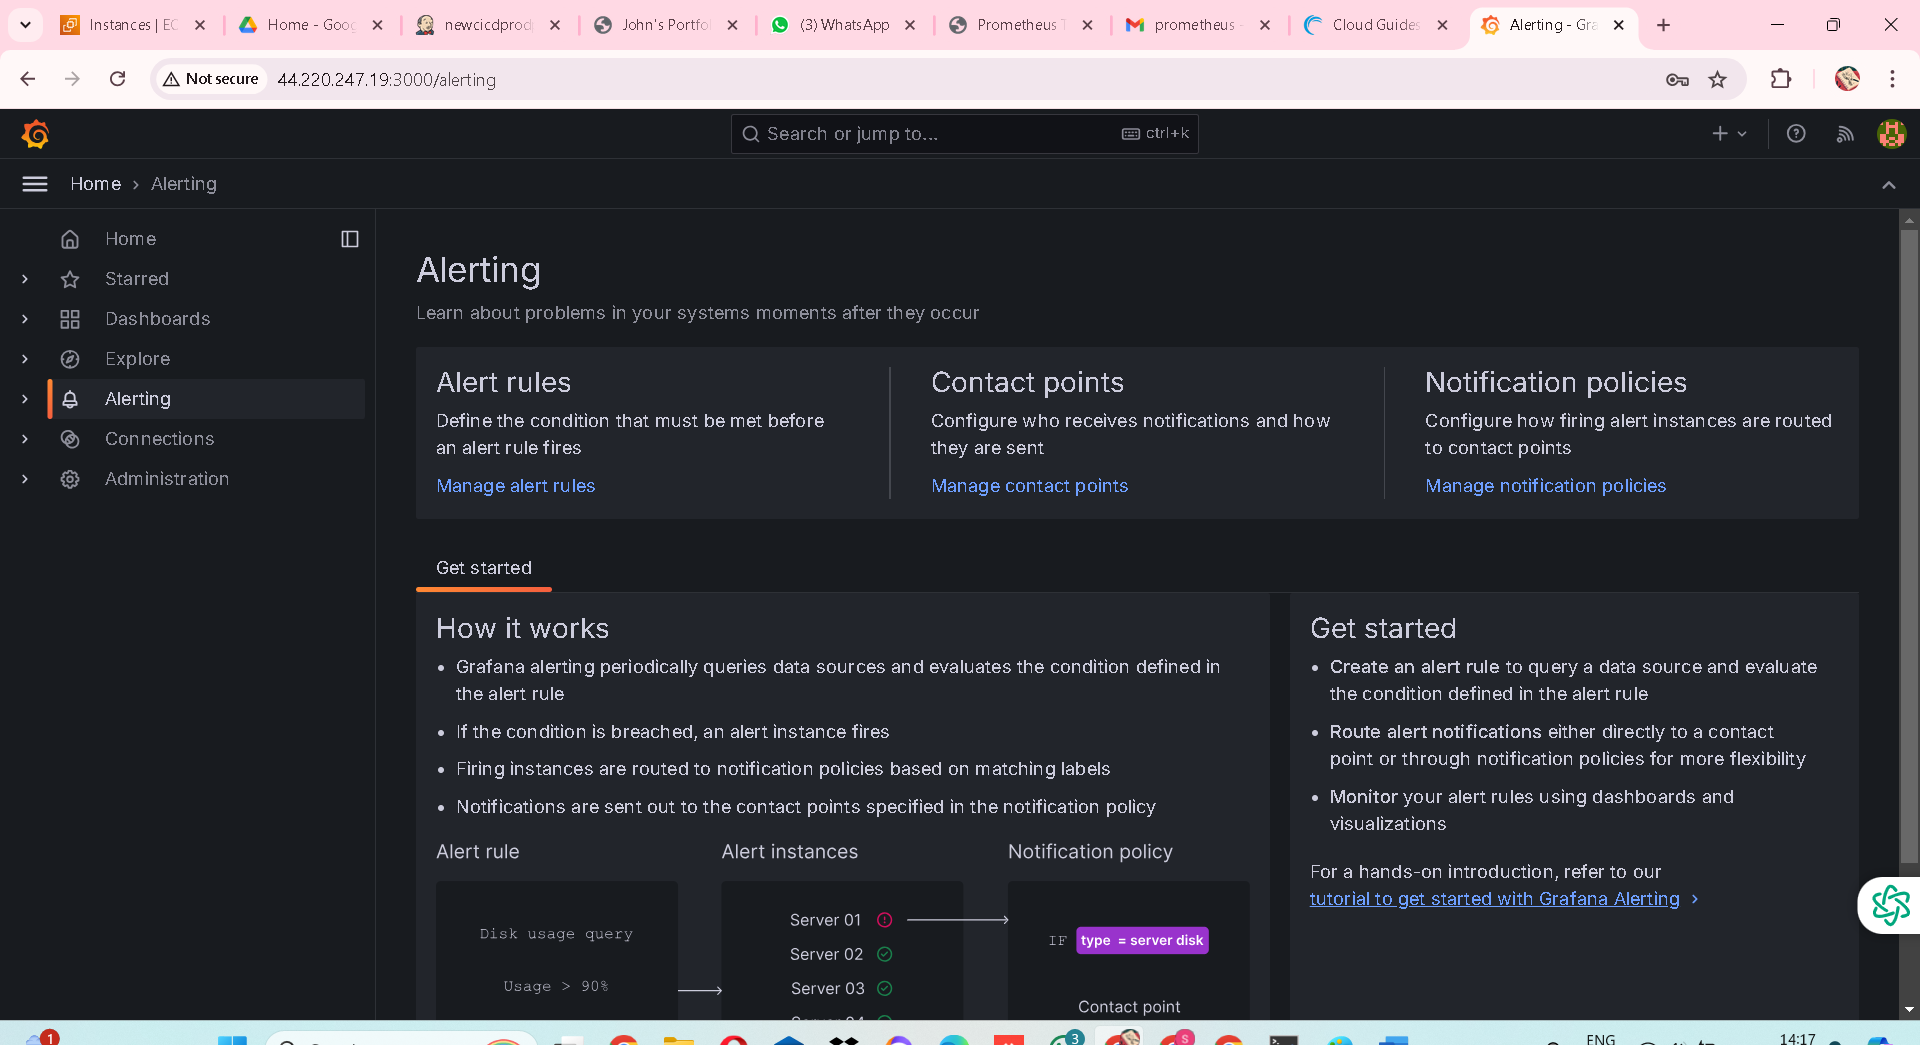 Instances | EC
Home - Goog
newcicdprod
John's Portfol
(3) WhatsApp
Prometheus T
prometheus -
Cloud Guides
Alerting - Gra
Not secure
44.220.247.19:3000/alerting
Search or jump to...
ctrl+k
Home > Alerting
Home
Starred
Dashboards
Explore
Alerting
Connections
Administration
Alerting
Learn about problems in your systems moments after they occur
Alert rules
Define the condition that must be met before
an alert rule fires
Manage alert rules
Contact points
Configure who receives notifications and how
they are sent
Manage contact points
Notification policies
Configure how firing alert instances are routed
to contact points
Manage notification policies
Get started
How it works
• Grafana alerting periodically queries data sources and evaluates the condition defined in
the alert rule
• If the condition is breached, an alert instance fires
• Firing instances are routed to notification policies based on matching labels
• Notifications are sent out to the contact points specified in the notification policy
Alert rule
Disk usage query
Usage > 90%
Alert instances
Server 01
Server 02
Server 03
Server 04
Notification policy
IF type = server disk
Contact point
Get started
• Create an alert rule to query a data source and evaluate
the condition defined in the alert rule
• Route alert notifications either directly to a contact
point or through notification policies for more flexibility
• Monitor your alert rules using dashboards and
visualizations
For a hands-on introduction, refer to our
tutorial to get started with Grafana Alerting
1
3
S
ENG
14:17